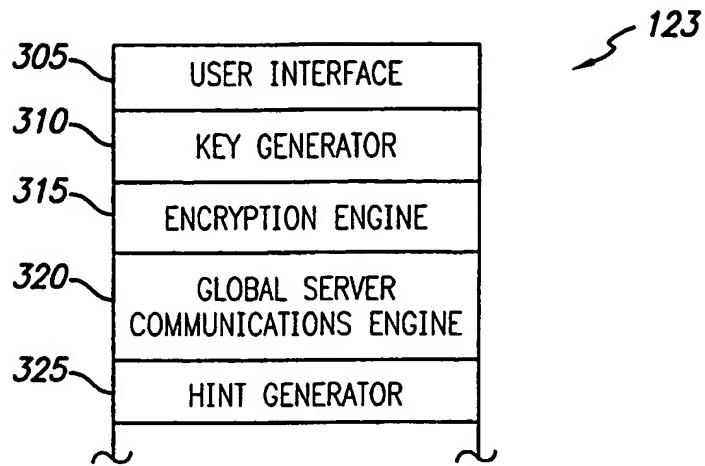 123
305
USER INTERFACE
310
KEY GENERATOR
315
ENCRYPTION ENGINE
320
GLOBAL SERVER
COMMUNICATIONS ENGINE
325
HINT GENERATOR